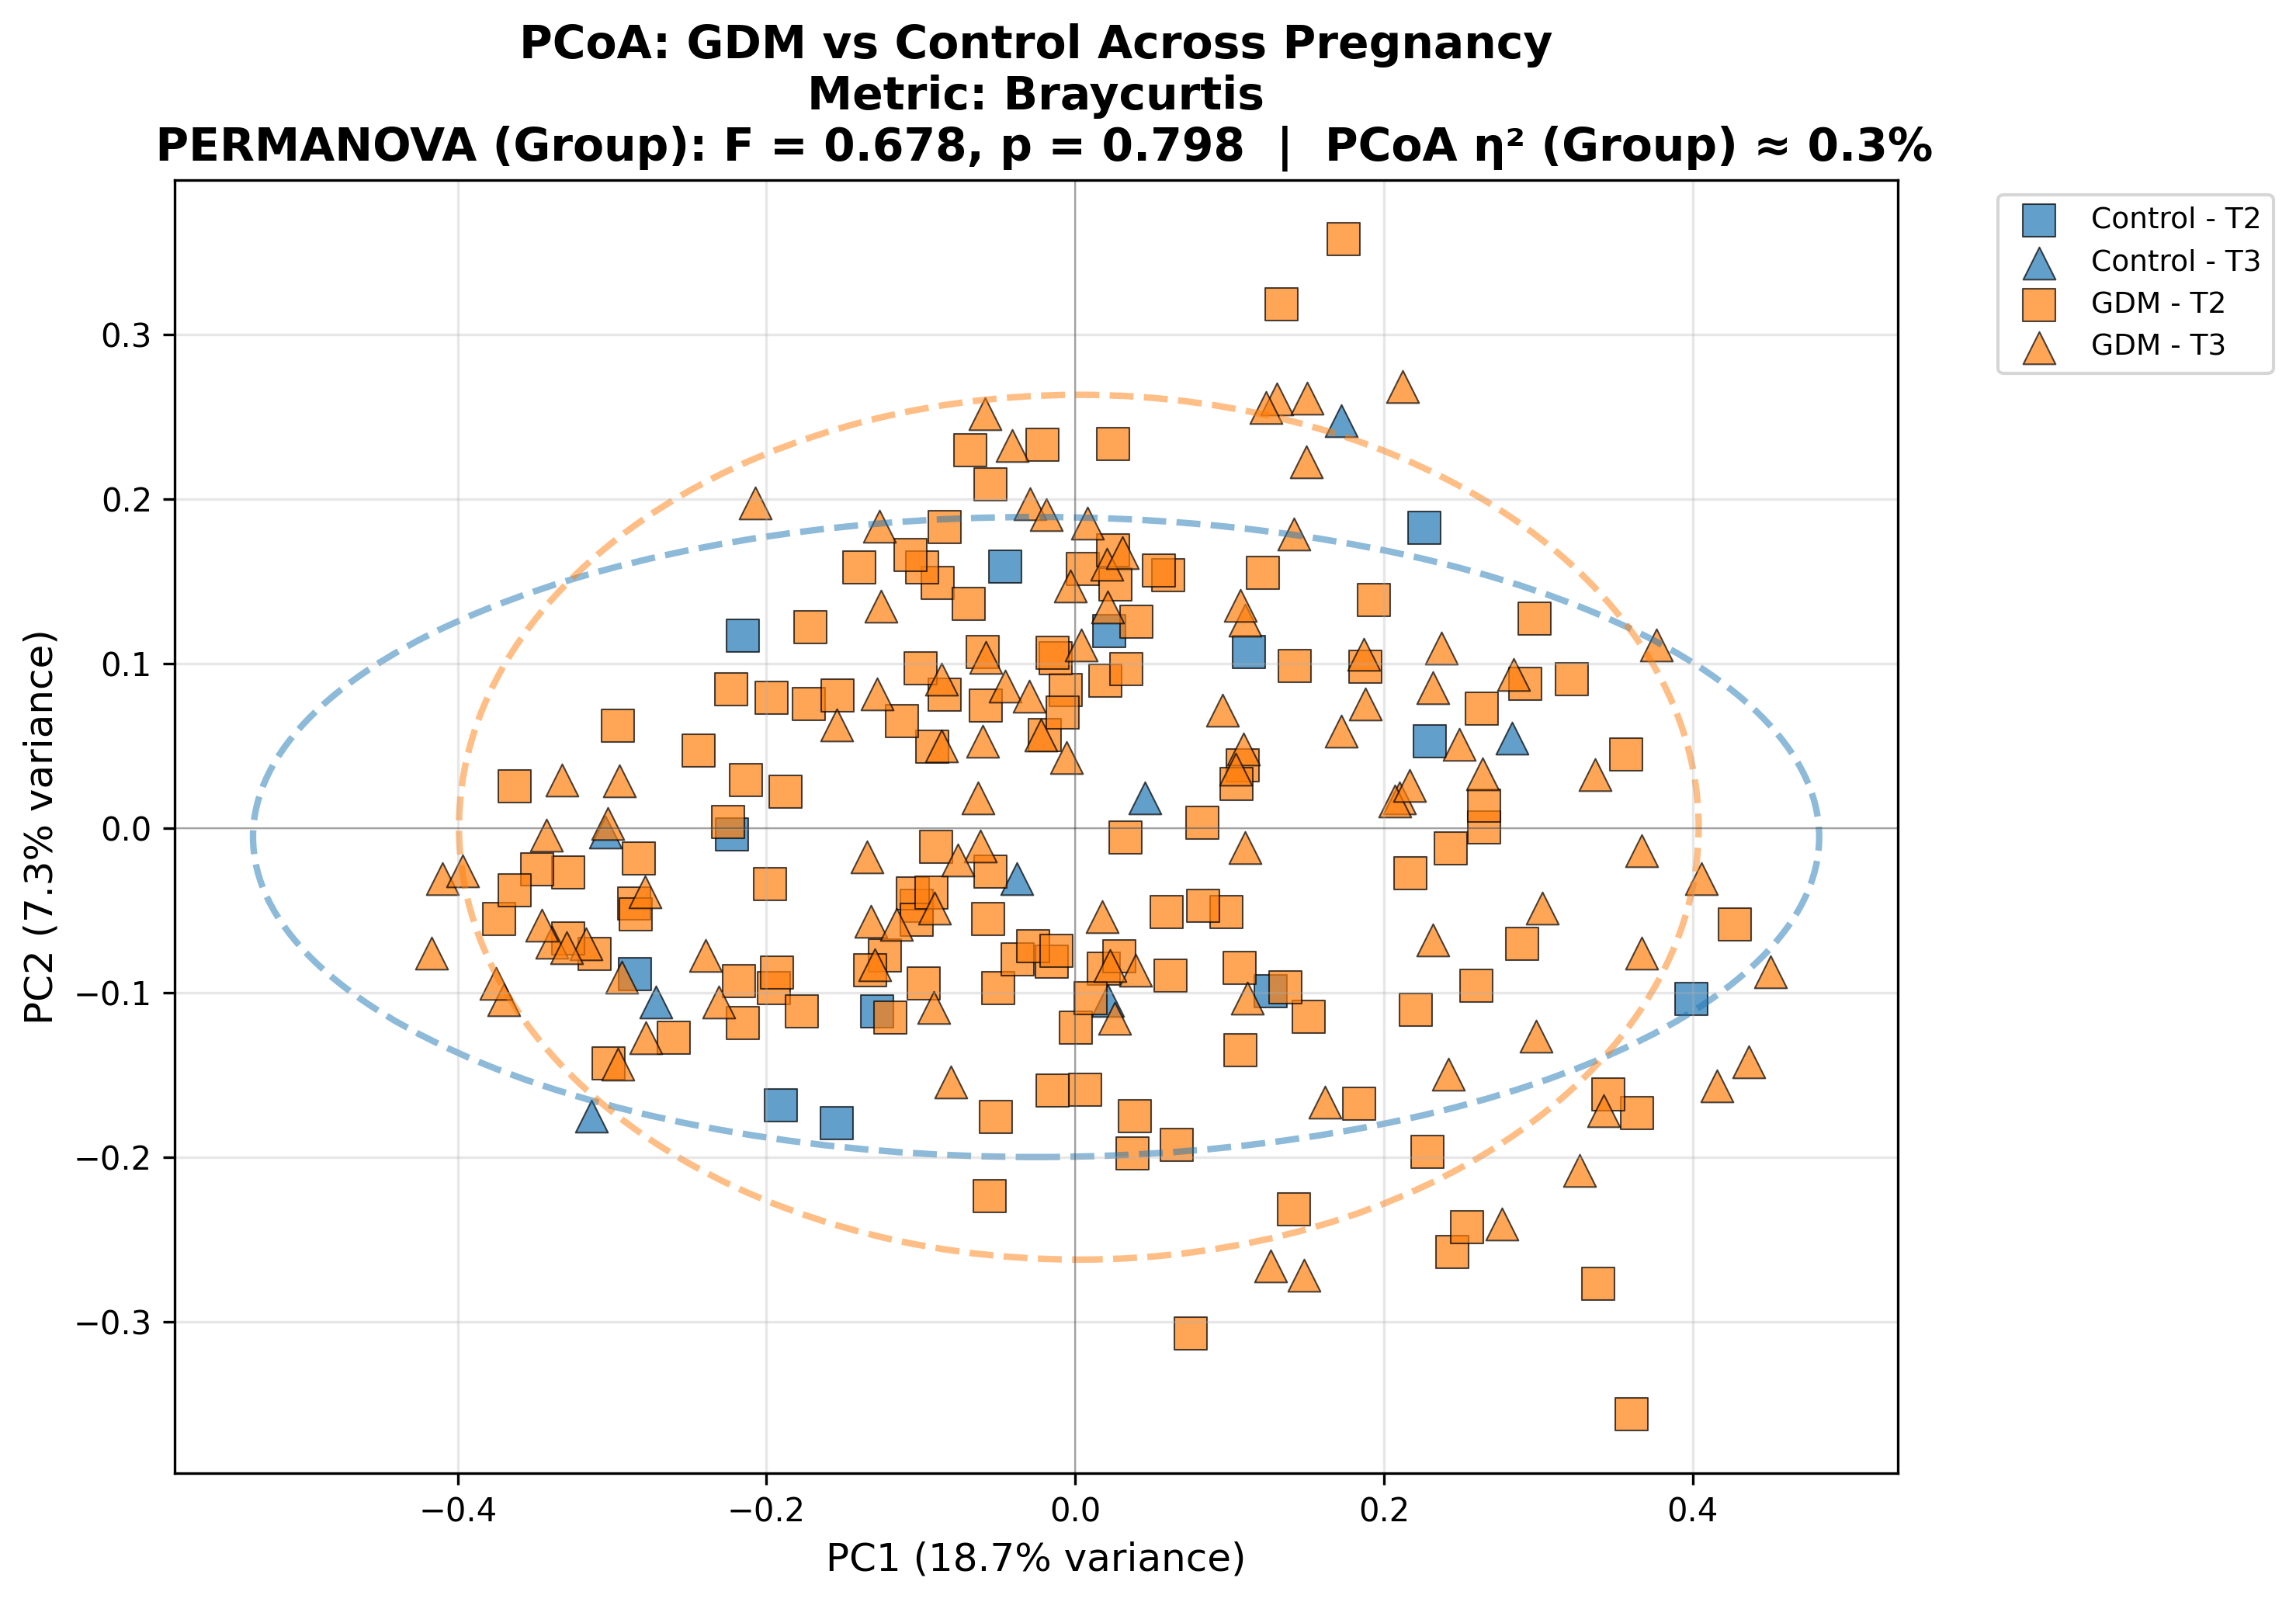 PCoA: GDM vs Control Across Pregnancy
Metric: Braycurtis
PERMANOVA (Group): F = 0.678, p = 0.798 | PCoA η² (Group) ≈ 0.3%
Control - T2
Control - T3
GDM - T2
GDM - T3
PC2 (7.3% variance)
0.3
0.2
0.1
0.0
−0.1
−0.2
−0.3
−0.4
−0.2
0.0
0.2
0.4
PC1 (18.7% variance)